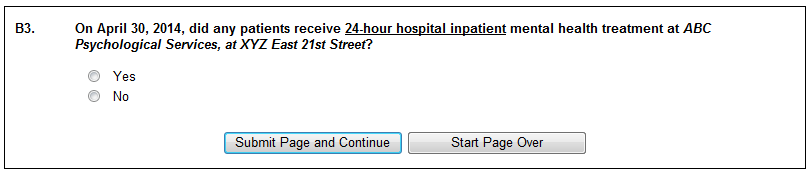 B3. On April 30, 2014, did any patients receive 24-hour hospital inpatient mental health treatment at ABC
Psychological Services, at XYZ East 21st Street?
Yes
No
Submit Page and Continue Start Page Over